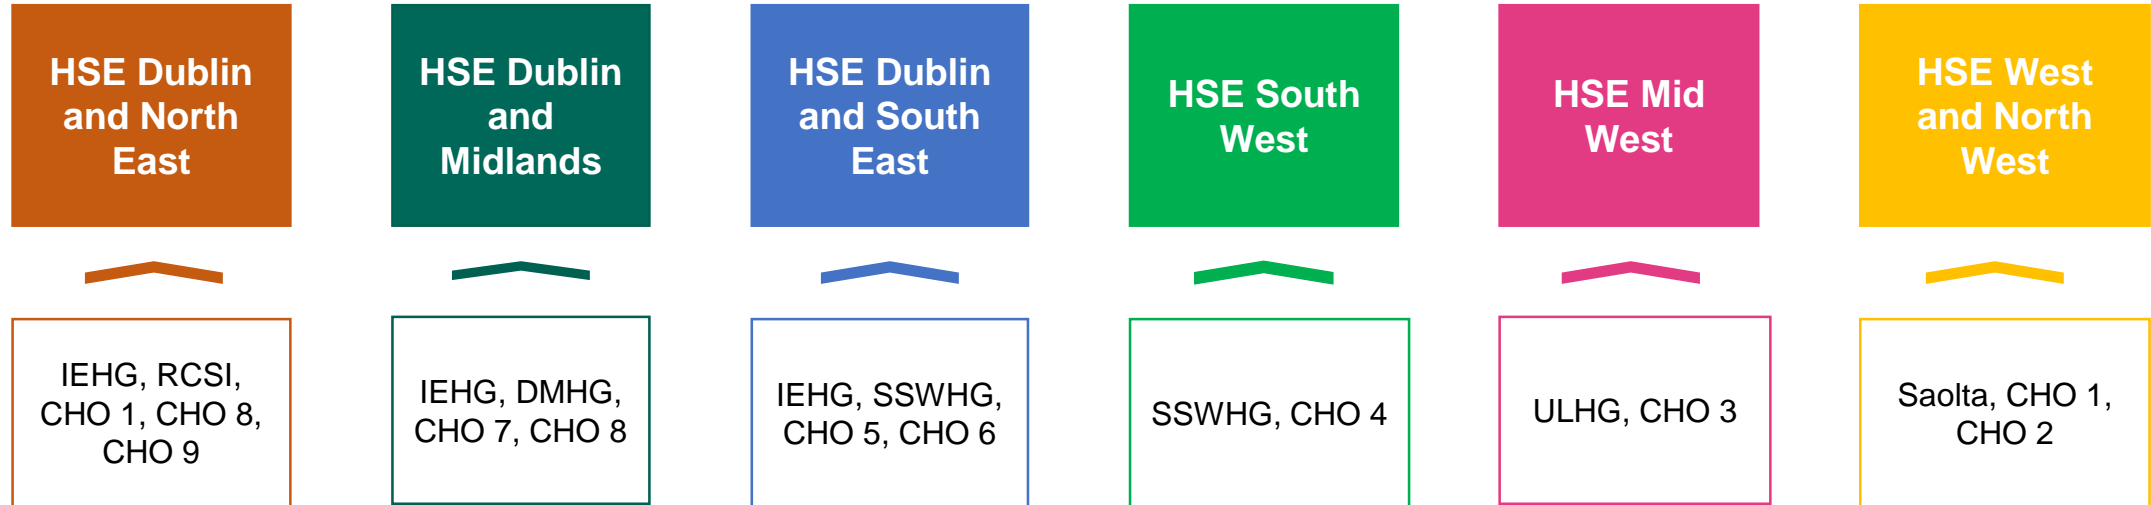 HSE Dublin
and North
East
HSE Dublin
and
Midlands
HSE Dublin
and South
East
HSE South
West
HSE Mid
West
HSE West
and North
West
IEHG, RCSI,
CHO 1, CHO 8,
CHO 9
IEHG, DMHG,
CHO 7, CHO 8
IEHG, SSWHG,
CHO 5, CHO 6
SSWHG, CHO 4
ULHG, CHO 3
Saolta, CHO 1,
CHO 2